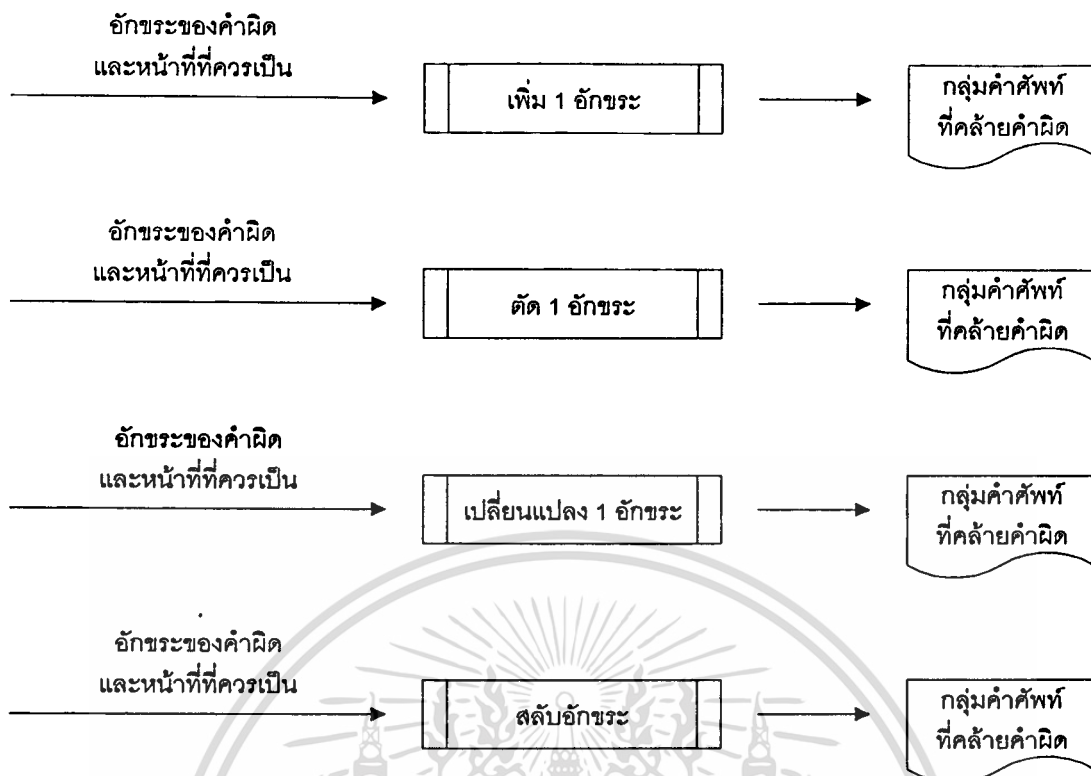 อักขระของคำผิด
และหน้าที่ที่ควรเป็น
เพิ่ม 1 อักขระ
กลุ่มคำศัพท์
ที่คล้ายคำผิด
อักขระของคำผิด
และหน้าที่ที่ควรเป็น
ตัด 1 อักขระ
กลุ่มคำศัพท์
ที่คล้ายคำผิด
อักขระของคำผิด
และหน้าที่ที่ควรเป็น
เปลี่ยนแปลง 1 อักขระ
กลุ่มคำศัพท์
ที่คล้ายคำผิด
อักขระของคำผิด
และหน้าที่ที่ควรเป็น
สลับอักขระ
กลุ่มคำศัพท์
ที่คล้ายคำผิด